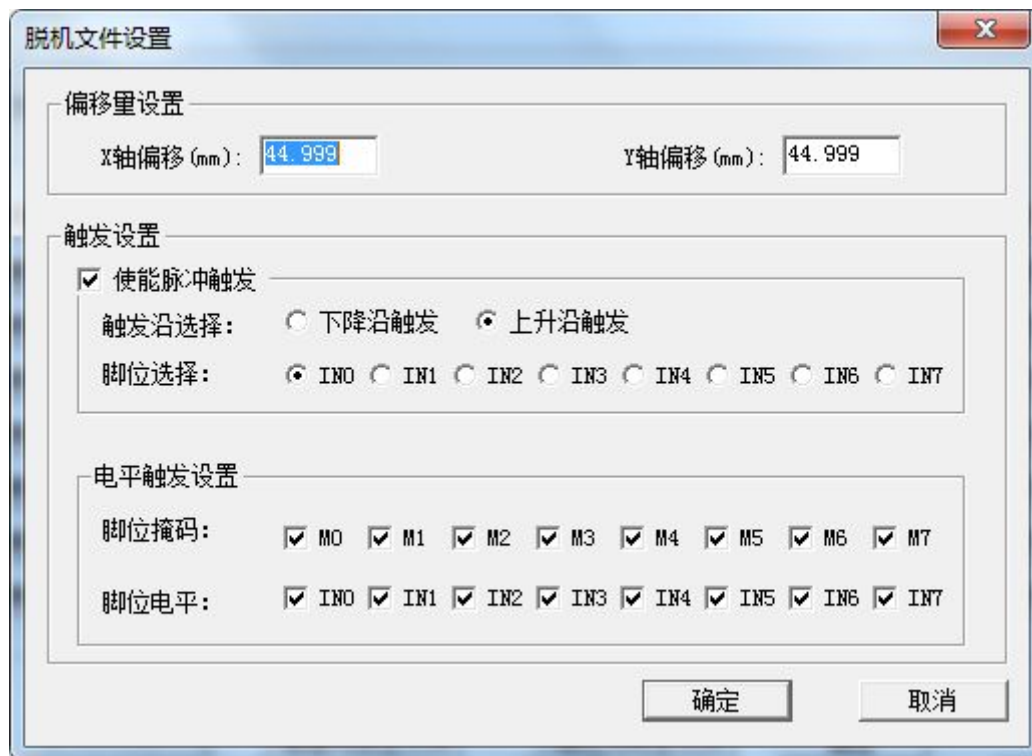 脱机文件设置
偏移量设置
X轴偏移(mm): 44.999 Y轴偏移(mm): 44.999
触发设置
使能脉冲触发
触发沿选择: 下降沿触发 上升沿触发
脚位选择: IN0 IN1 IN2 IN3 IN4 IN5 IN6 IN7
电平触发设置
脚位掩码: M0 M1 M2 M3 M4 M5 M6 M7
脚位电平: IN0 IN1 IN2 IN3 IN4 IN5 IN6 IN7
确定 取消